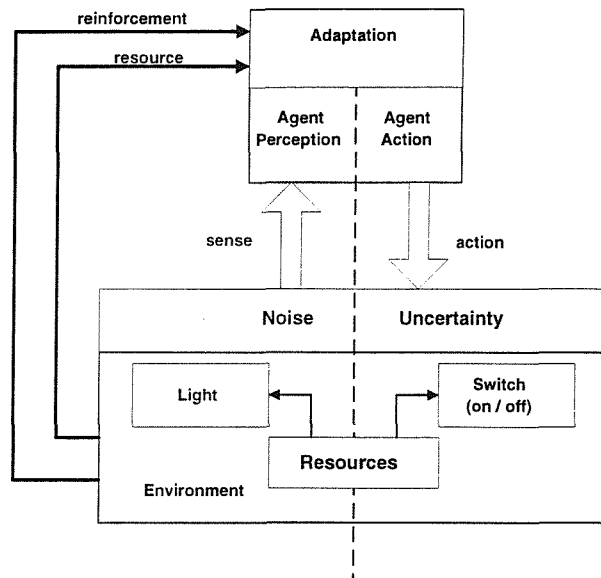 reinforcement
Adaptation
resource
Agent
Perception
Agent
Action
sense
action
Noise
Uncertainty
Light
Switch
(on / off)
Resources
Environment